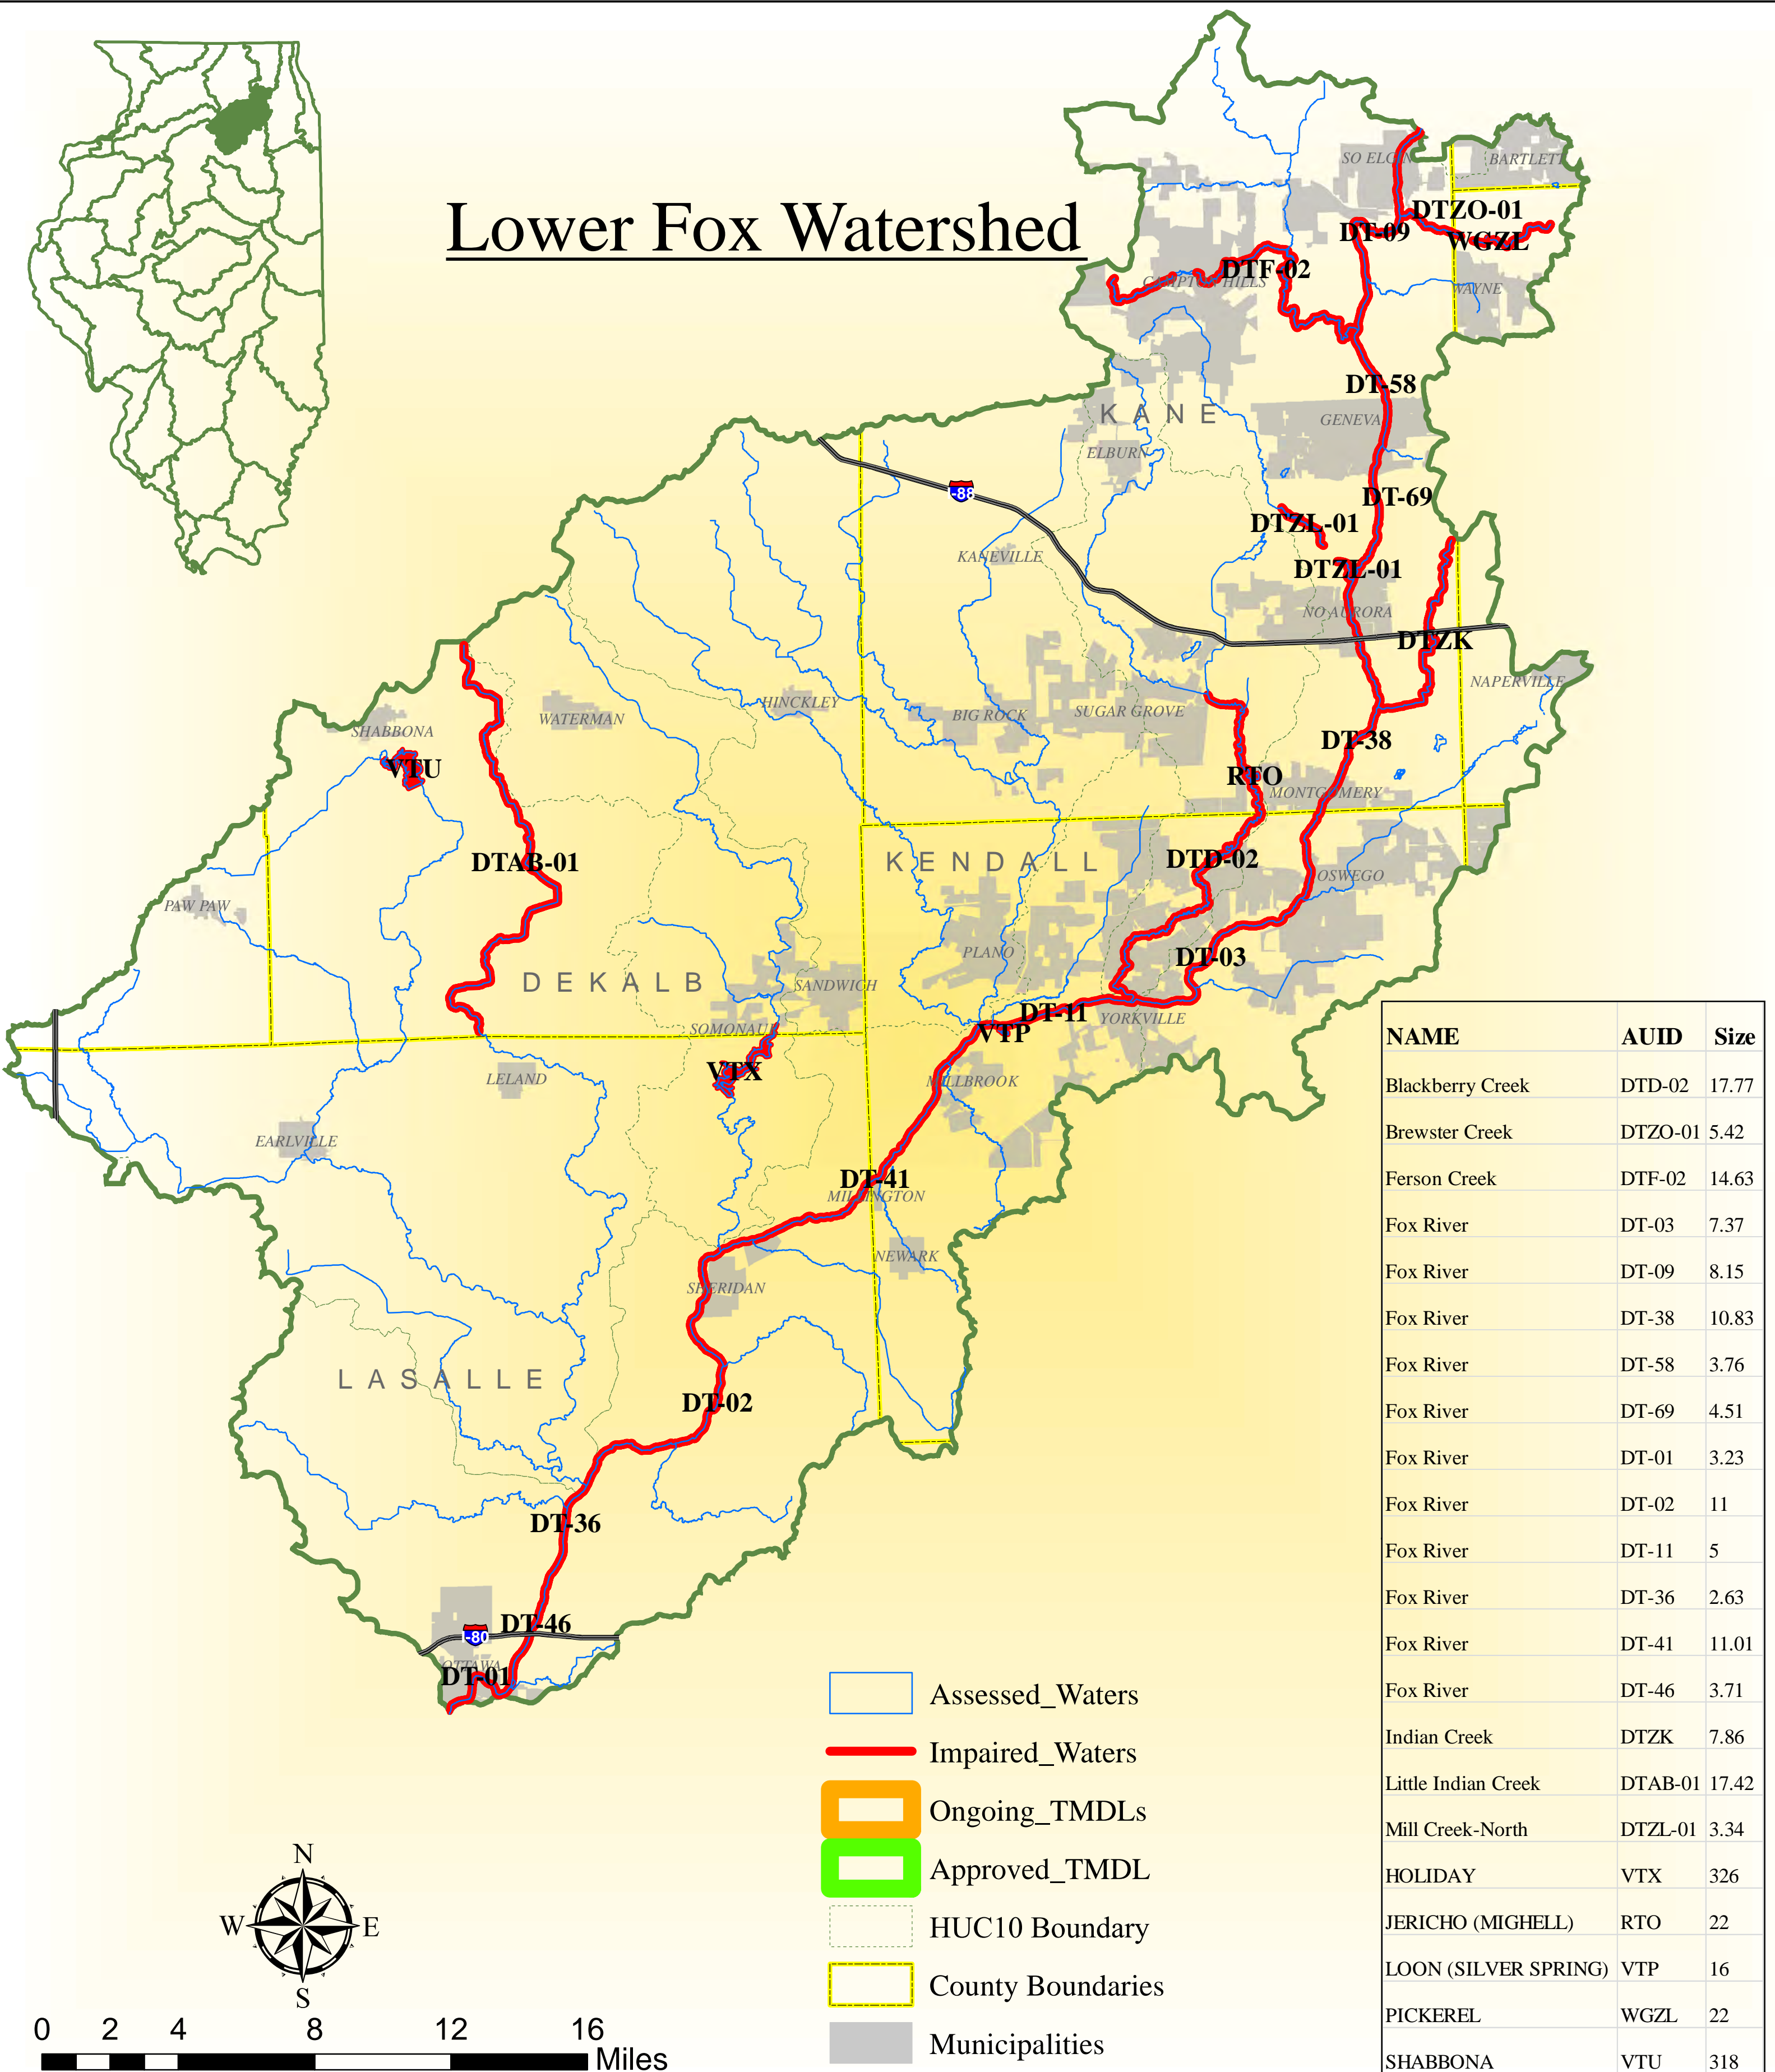 Lower Fox Watershed
SO ELGIN
BARTLETT
DTZO-01
DT-09
WGZL
DTF-02
CAMPTON HILLS
WAYNE
DT-58
KANE
GENEVA
ELBURN
I-88
DT-69
DTZL-01
KANEVILLE
DTZL-01
NO AURORA
DTZK
NAPERVILLE
HINCKLEY
SUGAR GROVE
BIG ROCK
WATERMAN
SHABBONA
DT-38
VTU
RTO
MONTGOMERY
DTAB-01
KENDALL
DTD-02
OSWEGO
PAW PAW
PLANO
DT-03
DEKALB
SANDWICH
DT-11
YORKVILLE
SOMONAUK
VTP
VTX
LELAND
MILLBROOK
EARLVILLE
DT-41
MILLINGTON
NEWARK
SHERIDAN
LASALLE
DT-02
DT-36
DT-46
I-80
OTTAWA
DT-01
NAME AUID Size
Blackberry Creek DTD-02 17.77
Brewster Creek DTZO-01 5.42
Ferson Creek DTF-02 14.63
Fox River DT-03 7.37
Fox River DT-09 8.15
Fox River DT-38 10.83
Fox River DT-58 3.76
Fox River DT-69 4.51
Fox River DT-01 3.23
Fox River DT-02 11
Fox River DT-11 5
Fox River DT-36 2.63
Fox River DT-41 11.01
Fox River DT-46 3.71
Indian Creek DTZK 7.86
Little Indian Creek DTAB-01 17.42
Mill Creek-North DTZL-01 3.34
HOLIDAY VTX 326
JERICHO (MIGHELL) RTO 22
LOON (SILVER SPRING) VTP 16
PICKEREL WGZL 22
SHABBONA VTU 318
Assessed_Waters
Impaired_Waters
Ongoing_TMDLs
Approved_TMDL
HUC10 Boundary
County Boundaries
Municipalities
N
W E
S
0 2 4 8 12 16
Miles